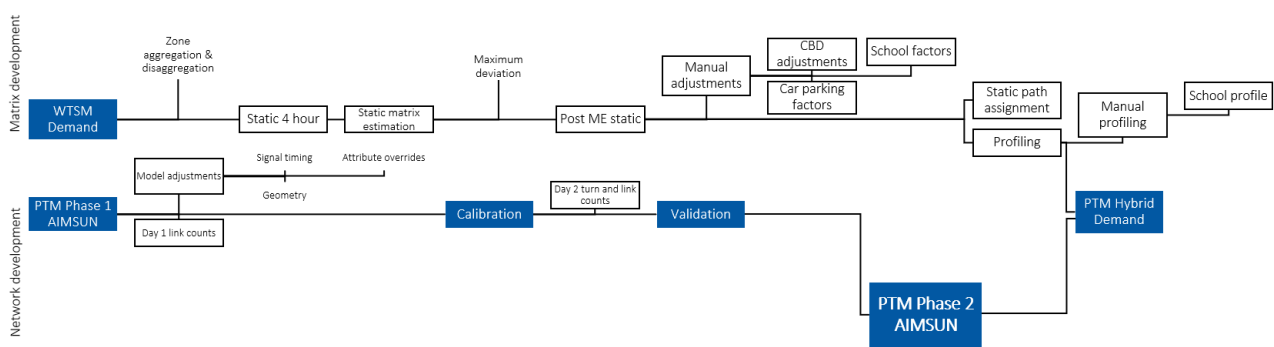 Matrix development
Zone
aggregation &
disaggregation
WTSM
Demand
Static 4 hour
Static matrix
estimation
Maximum
deviation
Post ME static
Manual
adjustments
CBD
adjustments
Car parking
factors
School factors
Static path
assignment
Profiling
Manual
profiling
School profile
Network development
Model adjustments
Signal timing
Attribute overrides
Geometry
PTM Phase 1
AIMSUN
Day 1 link counts
Calibration
Day 2 turn and link
counts
Validation
PTM Phase 2
AIMSUN
PTM Hybrid
Demand